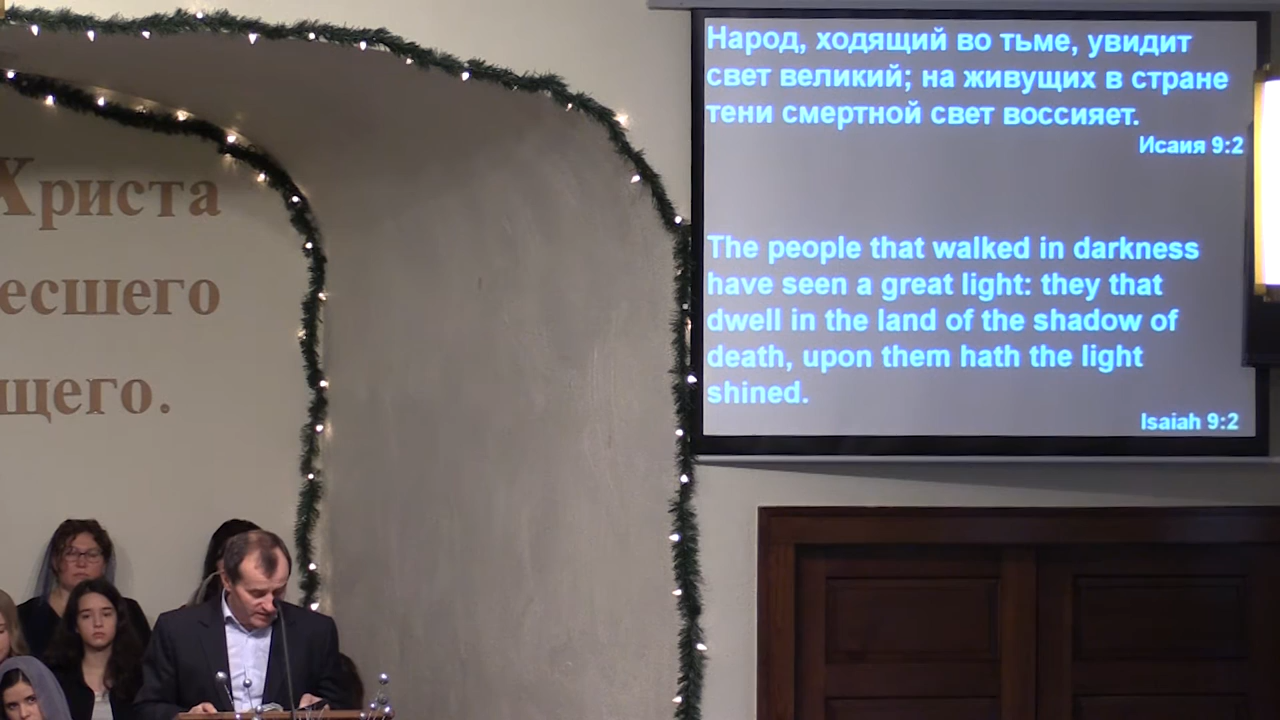 Народ, ходящий во тьме, увидит
свет великий; на живущих в стране
тени смертной свет воссияет.
Исаия 9:2
The people that walked in darkness
have seen a great light: they that
dwell in the land of the shadow of
death, upon them hath the light
shined.
Isaiah 9:2
Христа